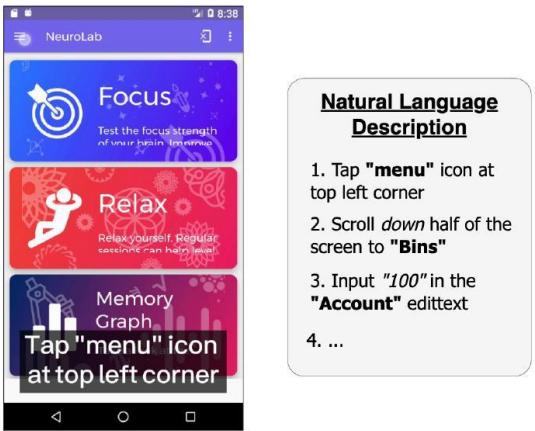 8:38
NeuroLab
Focus
Test the focus strength
of your brain. Improve
Relax
Relax yourself. Regular
sessions can help level
Memory
Graph
Tap "menu" icon
at top left corner
Natural Language
Description
1. Tap "menu" icon at
top left corner
2. Scroll down half of the
screen to "Bins"
3. Input "100" in the
"Account" edittext
4. ...